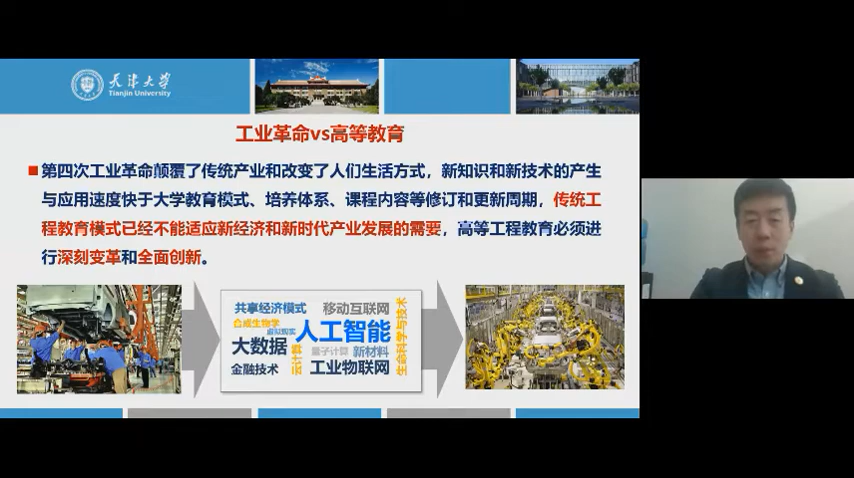 天津大学
Tianjin University
工业革命vs高等教育
第四次工业革命颠覆了传统产业和改变了人们生活方式，新知识和新技术的产生
与应用速度快于大学教育模式、培养体系、课程内容等修订和更新周期，传统工
程教育模式已经不能适应新经济和新时代产业发展的需要，高等工程教育必须进
行深刻变革和全面创新。
共享经济模式
移动互联网
生命科学与技术
合成生物学
虚拟现实
人工智能
大数据
云计算
量子计算
新材料
金融技术
工业物联网